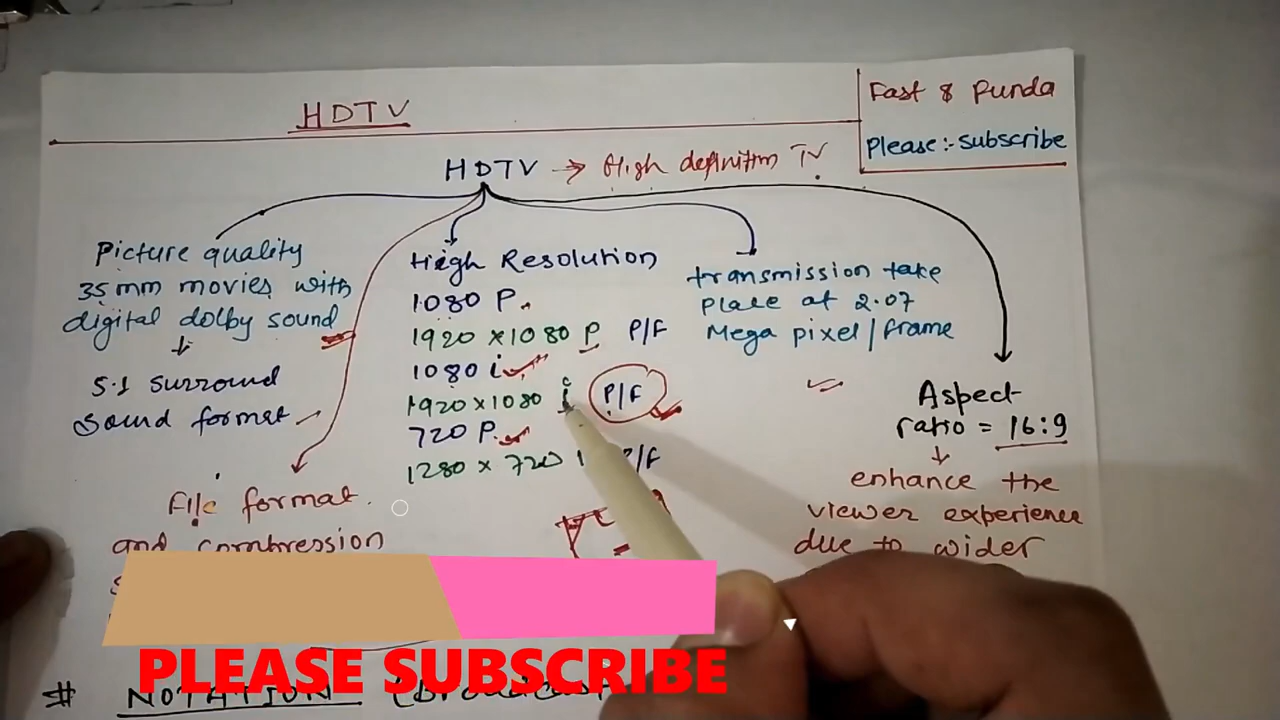 HDTV
Fast & Funda
Please:- subscribe
HDTV → High definition TV
Picture quality
35mm movies with
digital dolby sound
5.1 surround
sound format
High Resolution
1080 P
1920 × 1080 P P/F
1080 i
1920 × 1080 i P/F
720 P
1280 × 720 P/F
transmission take
place at 2.07
Mega pixel/frame
Aspect
ratio = 16:9
enhance the
viewer experience
due to wider
File format
and compression
PLEASE SUBSCRIBE
# NOTATION